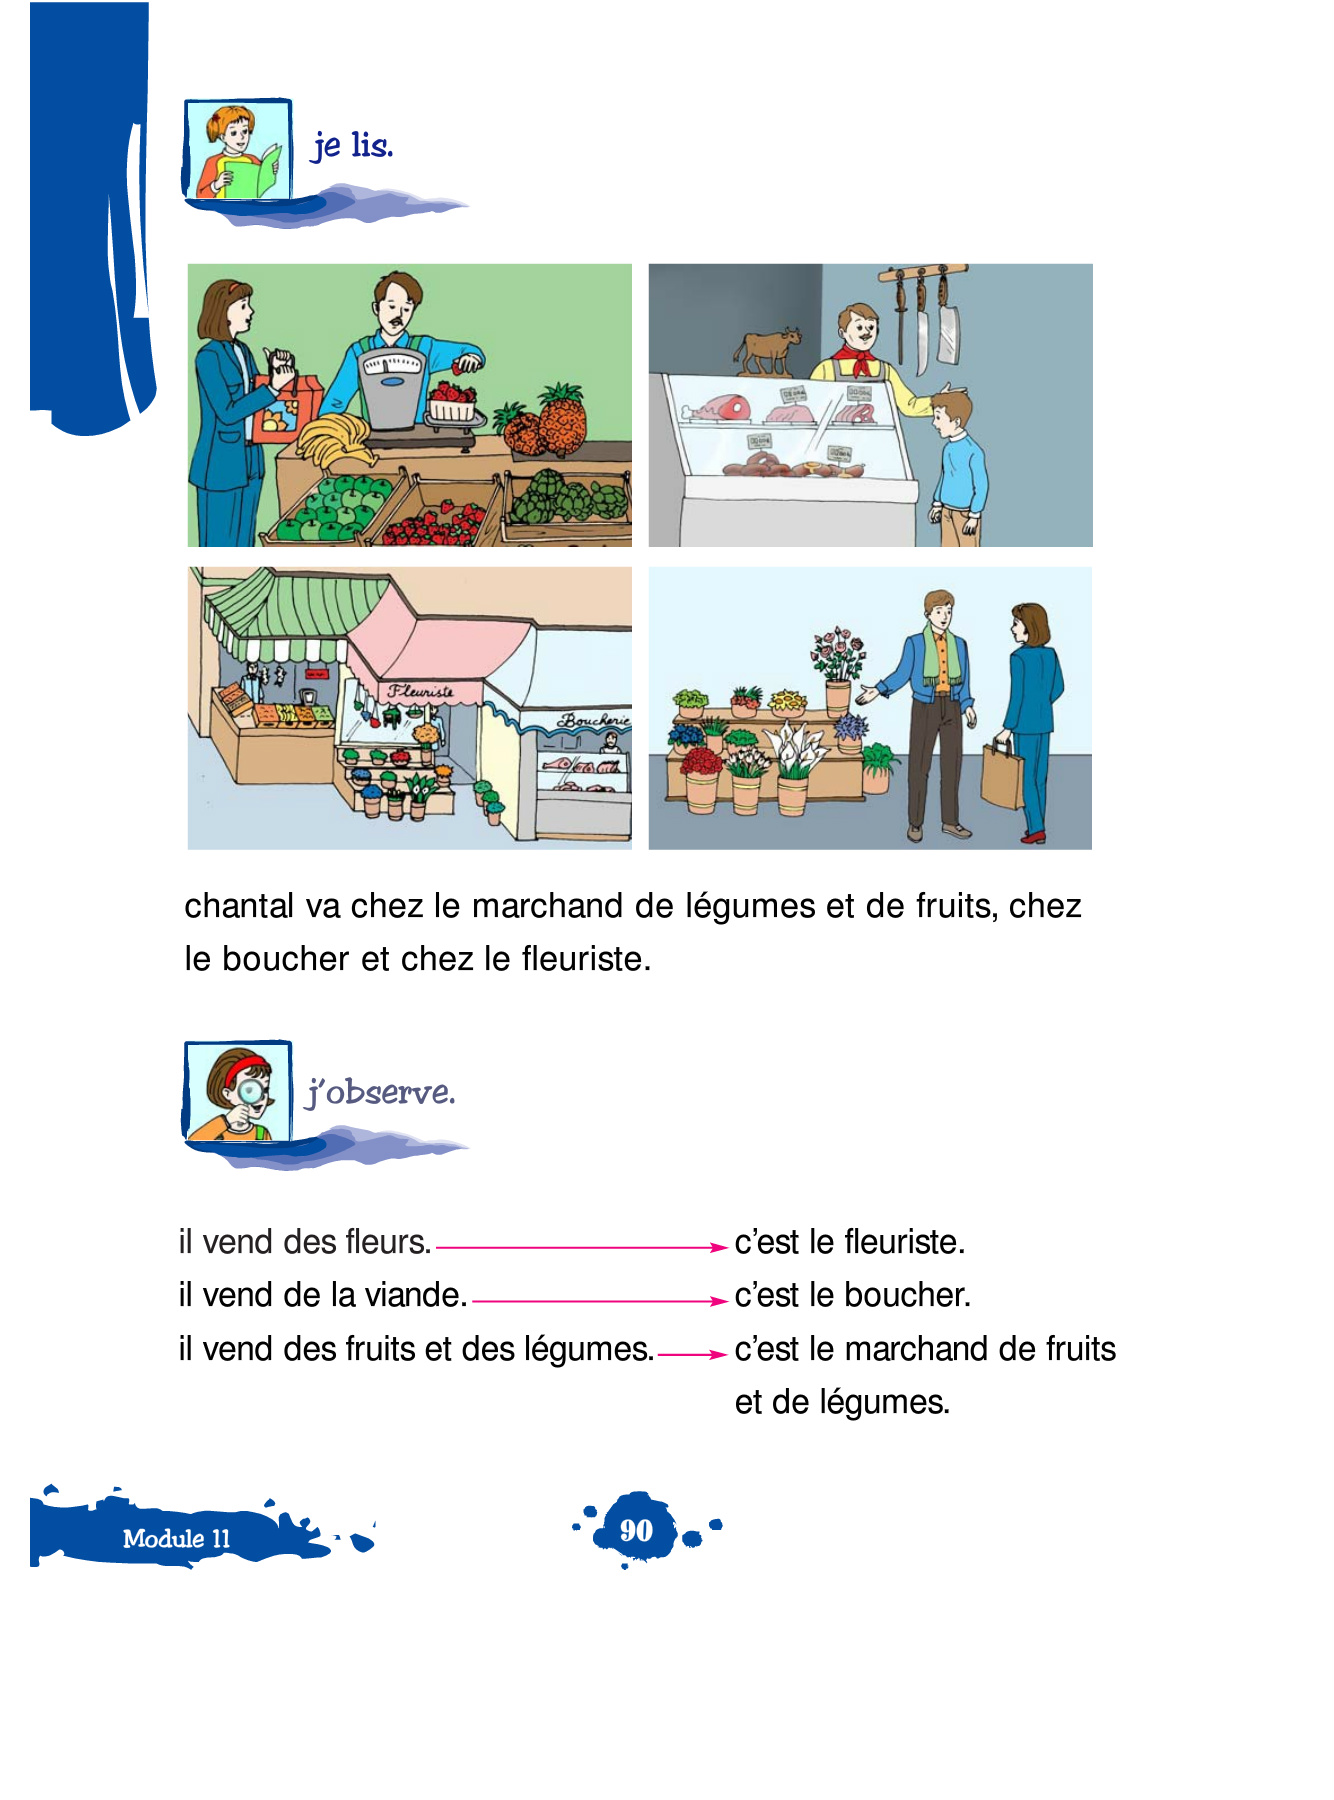 je lis.
Fleuriste
Boucherie
chantal va chez le marchand de légumes et de fruits, chez
le boucher et chez le fleuriste.
j'observe.
il vend des fleurs. c'est le fleuriste.
il vend de la viande. c'est le boucher.
il vend des fruits et des légumes. c'est le marchand de fruits
et de légumes.
Module 11
90